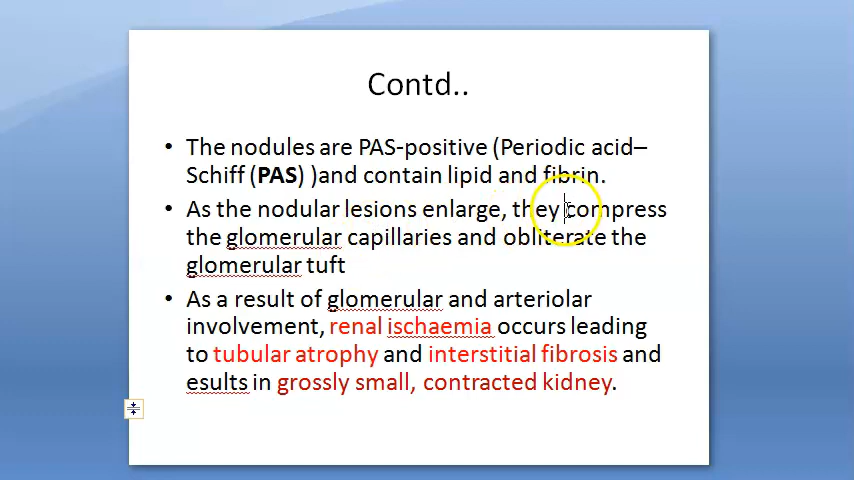 Contd..
• The nodules are PAS-positive (Periodic acid–
Schiff (PAS) )and contain lipid and fibrin.
• As the nodular lesions enlarge, they compress
the glomerular capillaries and obliterate the
glomerular tuft
• As a result of glomerular and arteriolar
involvement, renal ischaemia occurs leading
to tubular atrophy and interstitial fibrosis and
esults in grossly small, contracted kidney.